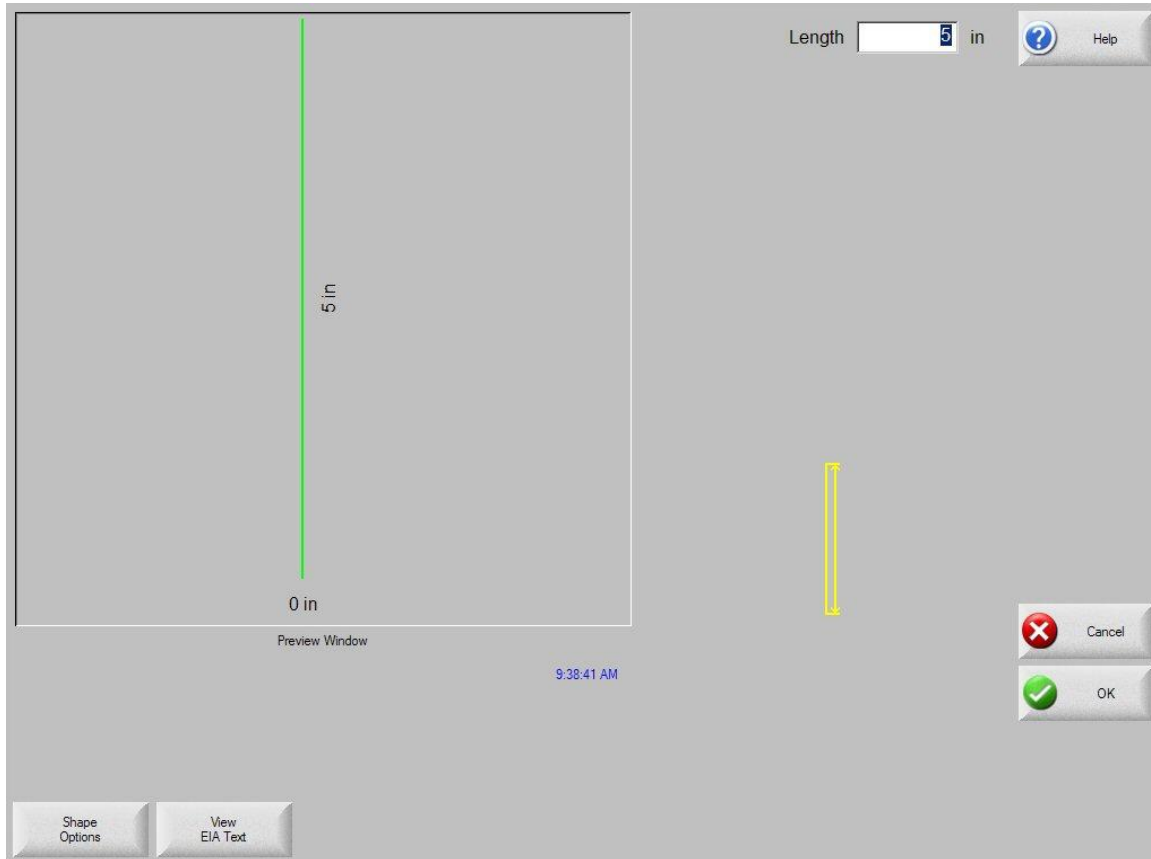 Length 5 in
Help
5 in
0 in
Preview Window
9:38:41 AM
Cancel
OK
Shape
Options
View
EIA Text